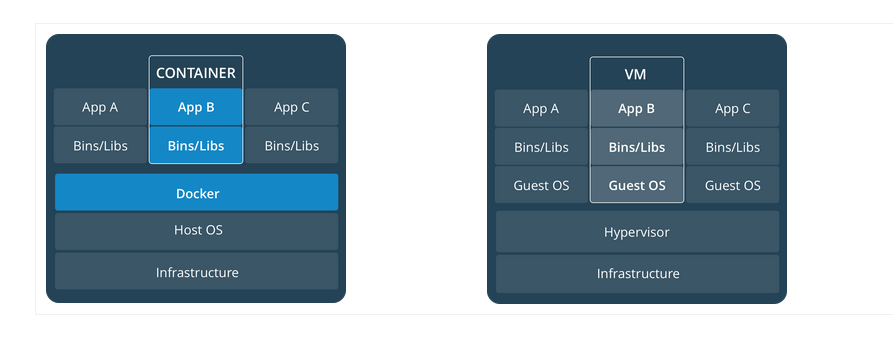 CONTAINER
App A App B App C
Bins/Libs Bins/Libs Bins/Libs
Docker
Host OS
Infrastructure
VM
App A App B App C
Bins/Libs Bins/Libs Bins/Libs
Guest OS Guest OS Guest OS
Hypervisor
Infrastructure